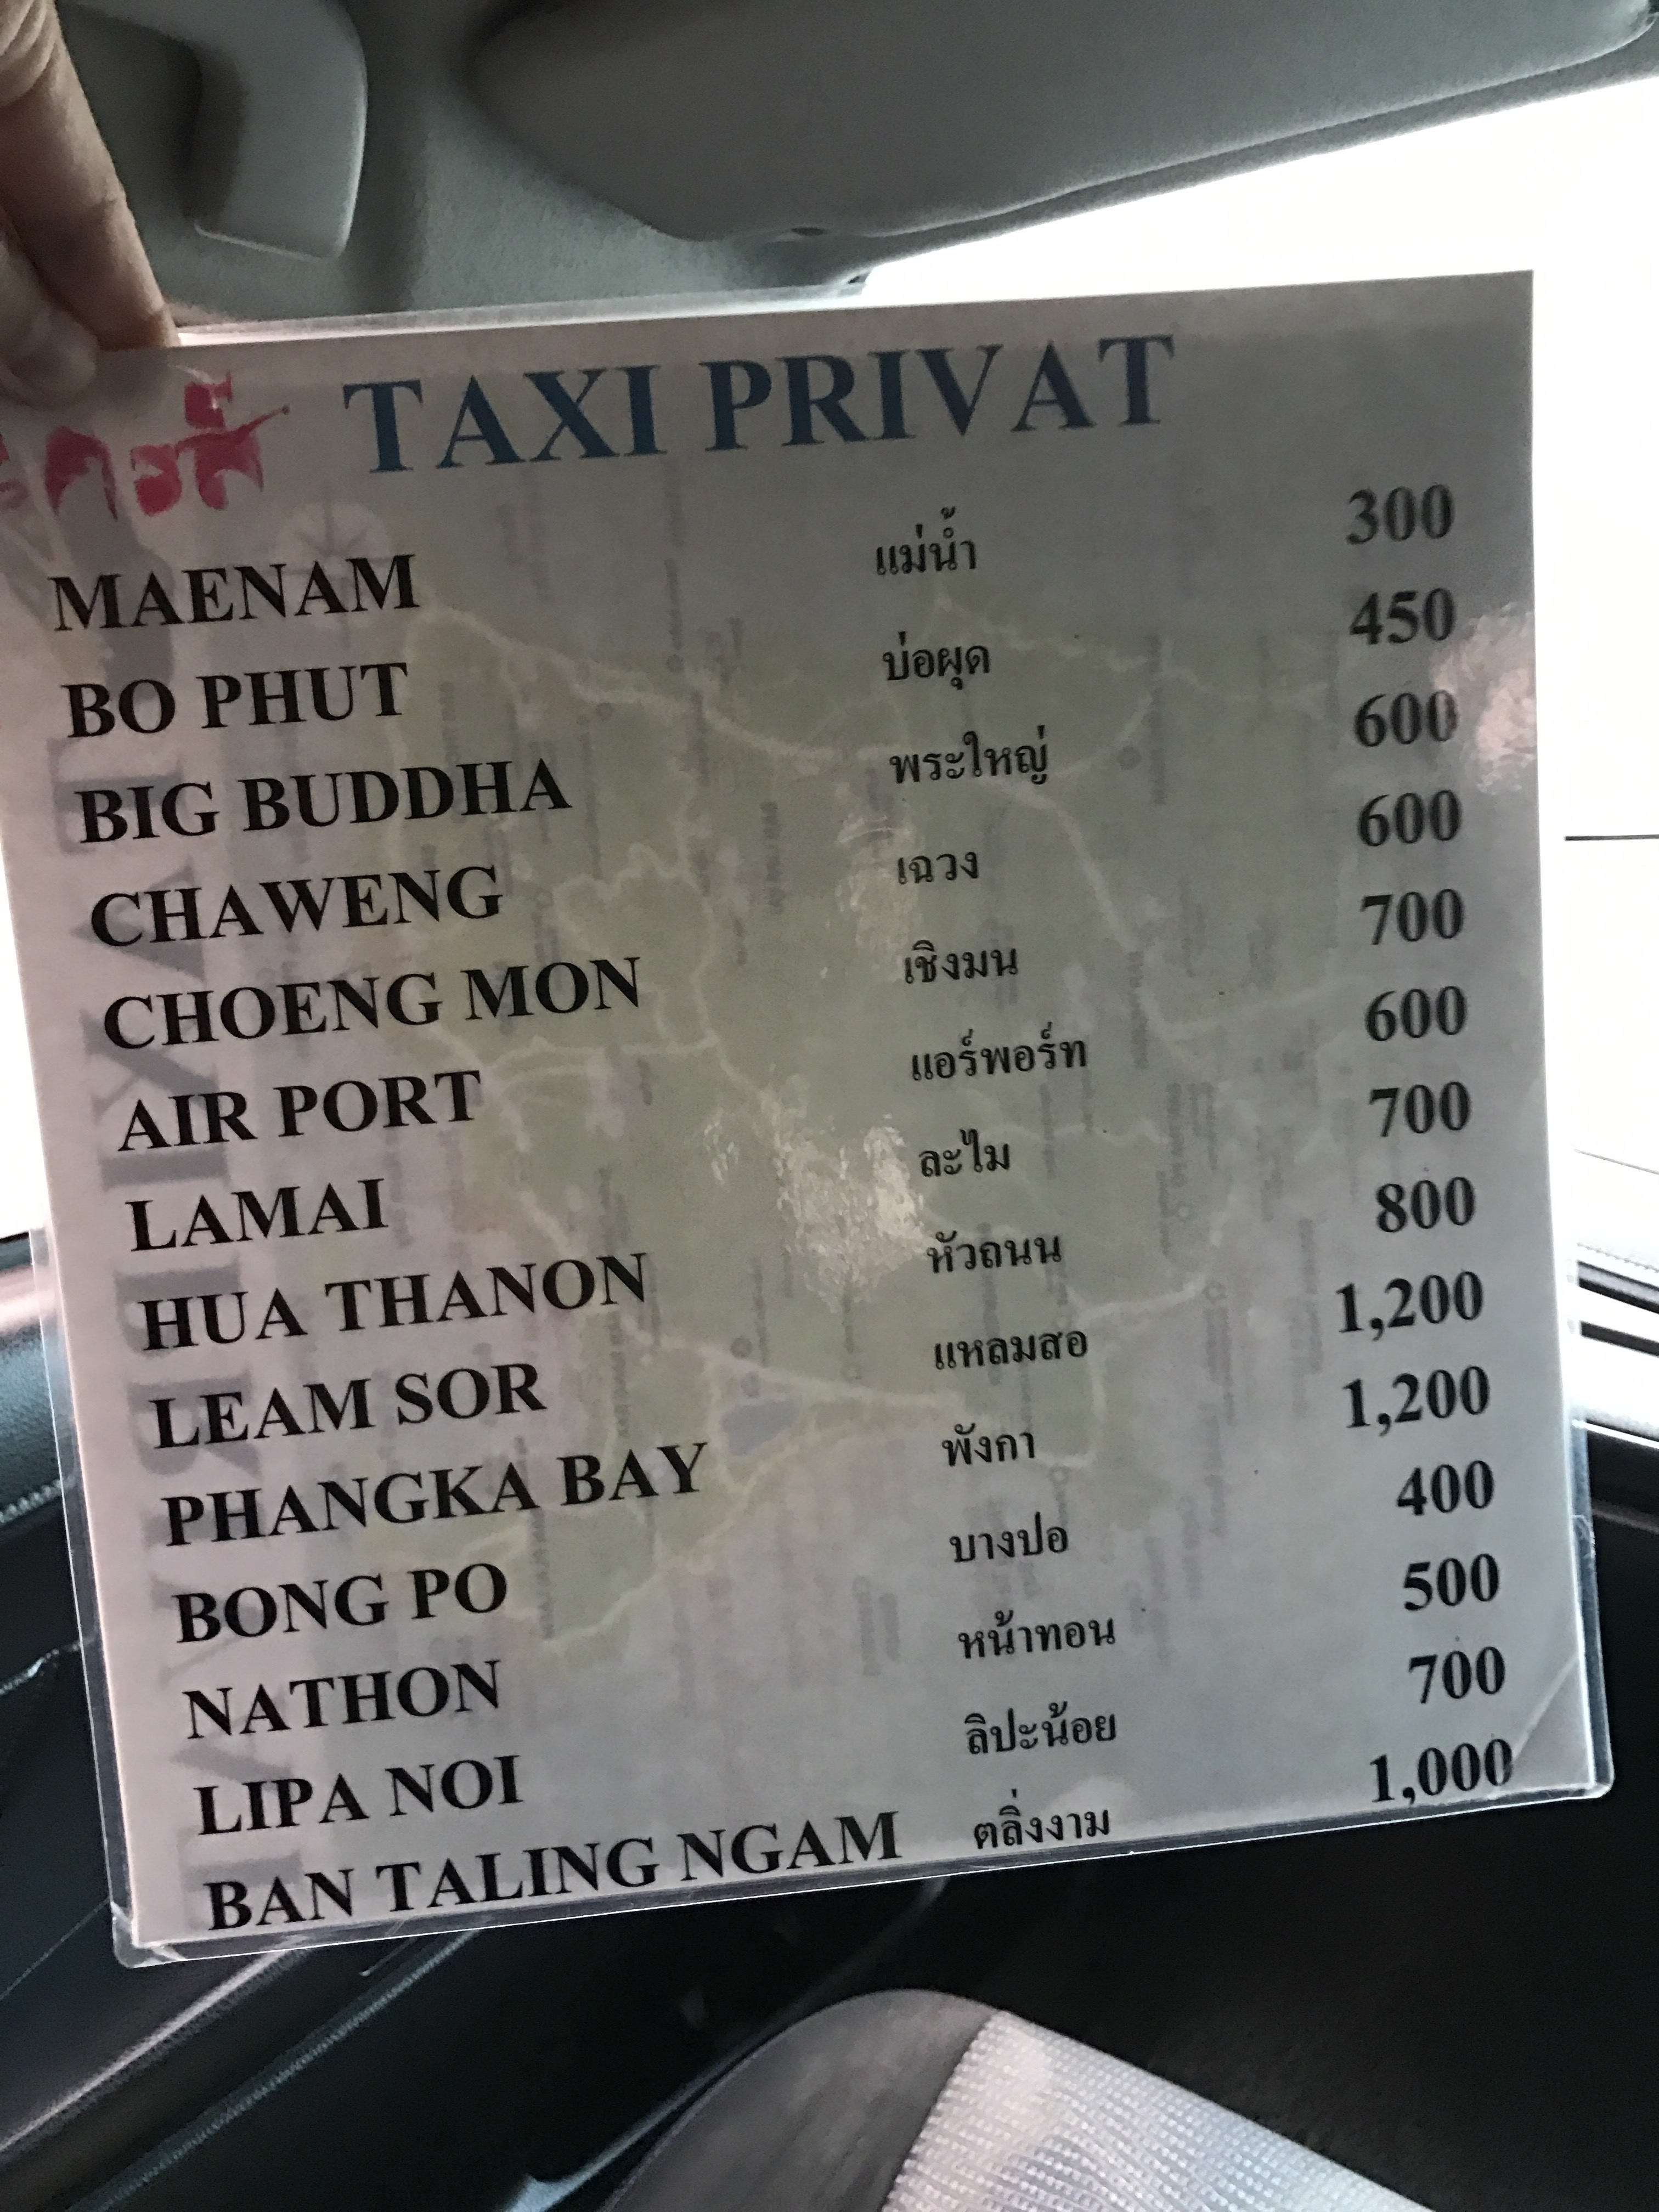 TAXI PRIVAT
MAENAM แม่น้ำ 300
BO PHUT บ่อผุด 450
BIG BUDDHA พระใหญ่ 600
CHAWENG เฉวง 600
CHOENG MON เชิงมน 700
AIR PORT แอร์พอร์ท 600
LAMAI ละไม 700
HUA THANON หัวถนน 800
LEAM SOR แหลมสอ 1,200
PHANGKA BAY พังกา 1,200
BONG PO บางปอ 400
NATHON หน้าทอน 500
LIPA NOI ลิปะน้อย 700
BAN TALING NGAM ตลิ่งงาม 1,000